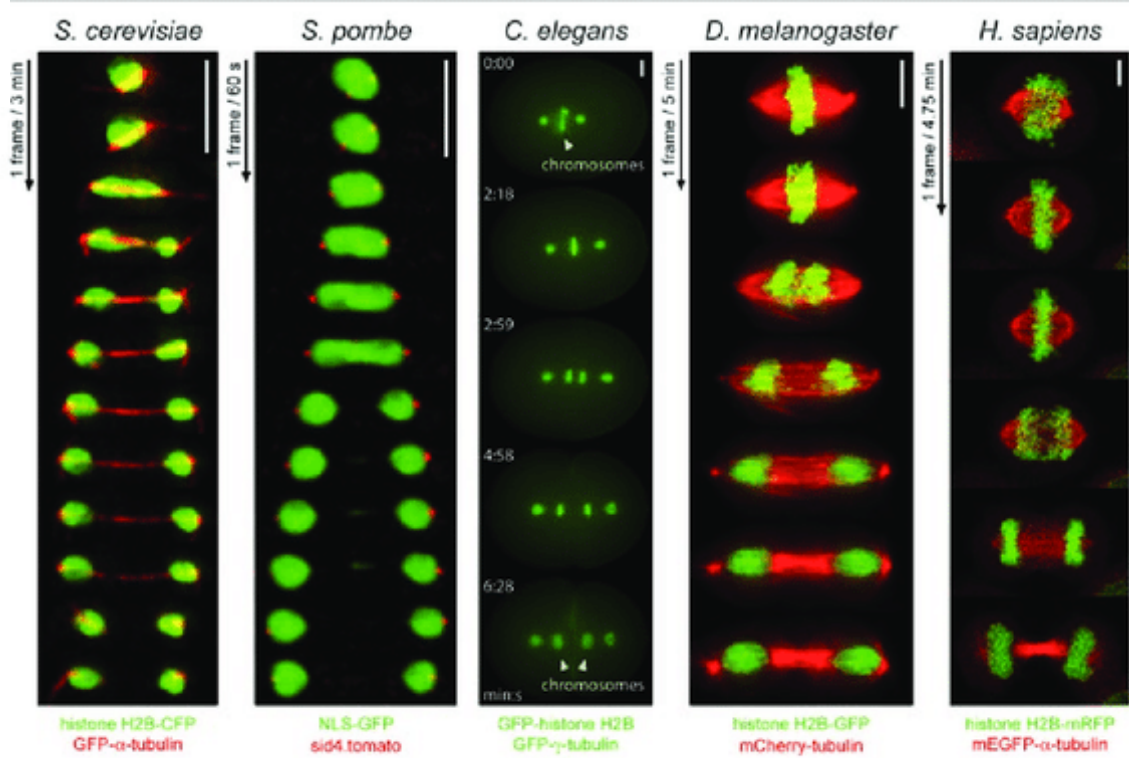 S. cerevisiae
S. pombe
C. elegans
D. melanogaster
H. sapiens
1 frame / 3 min
1 frame / 60 s
0:00
chromosomes
2:18
2:59
4:58
6:28
chromosomes
min:s
1 frame / 5 min
1 frame / 4.75 min
histone H2B-CFP
GFP-α-tubulin
NLS-GFP
sid4.tomato
GFP-histone H2B
GFP-γ-tubulin
histone H2B-GFP
mCherry-tubulin
histone H2B-mRFP
mEGFP-α-tubulin